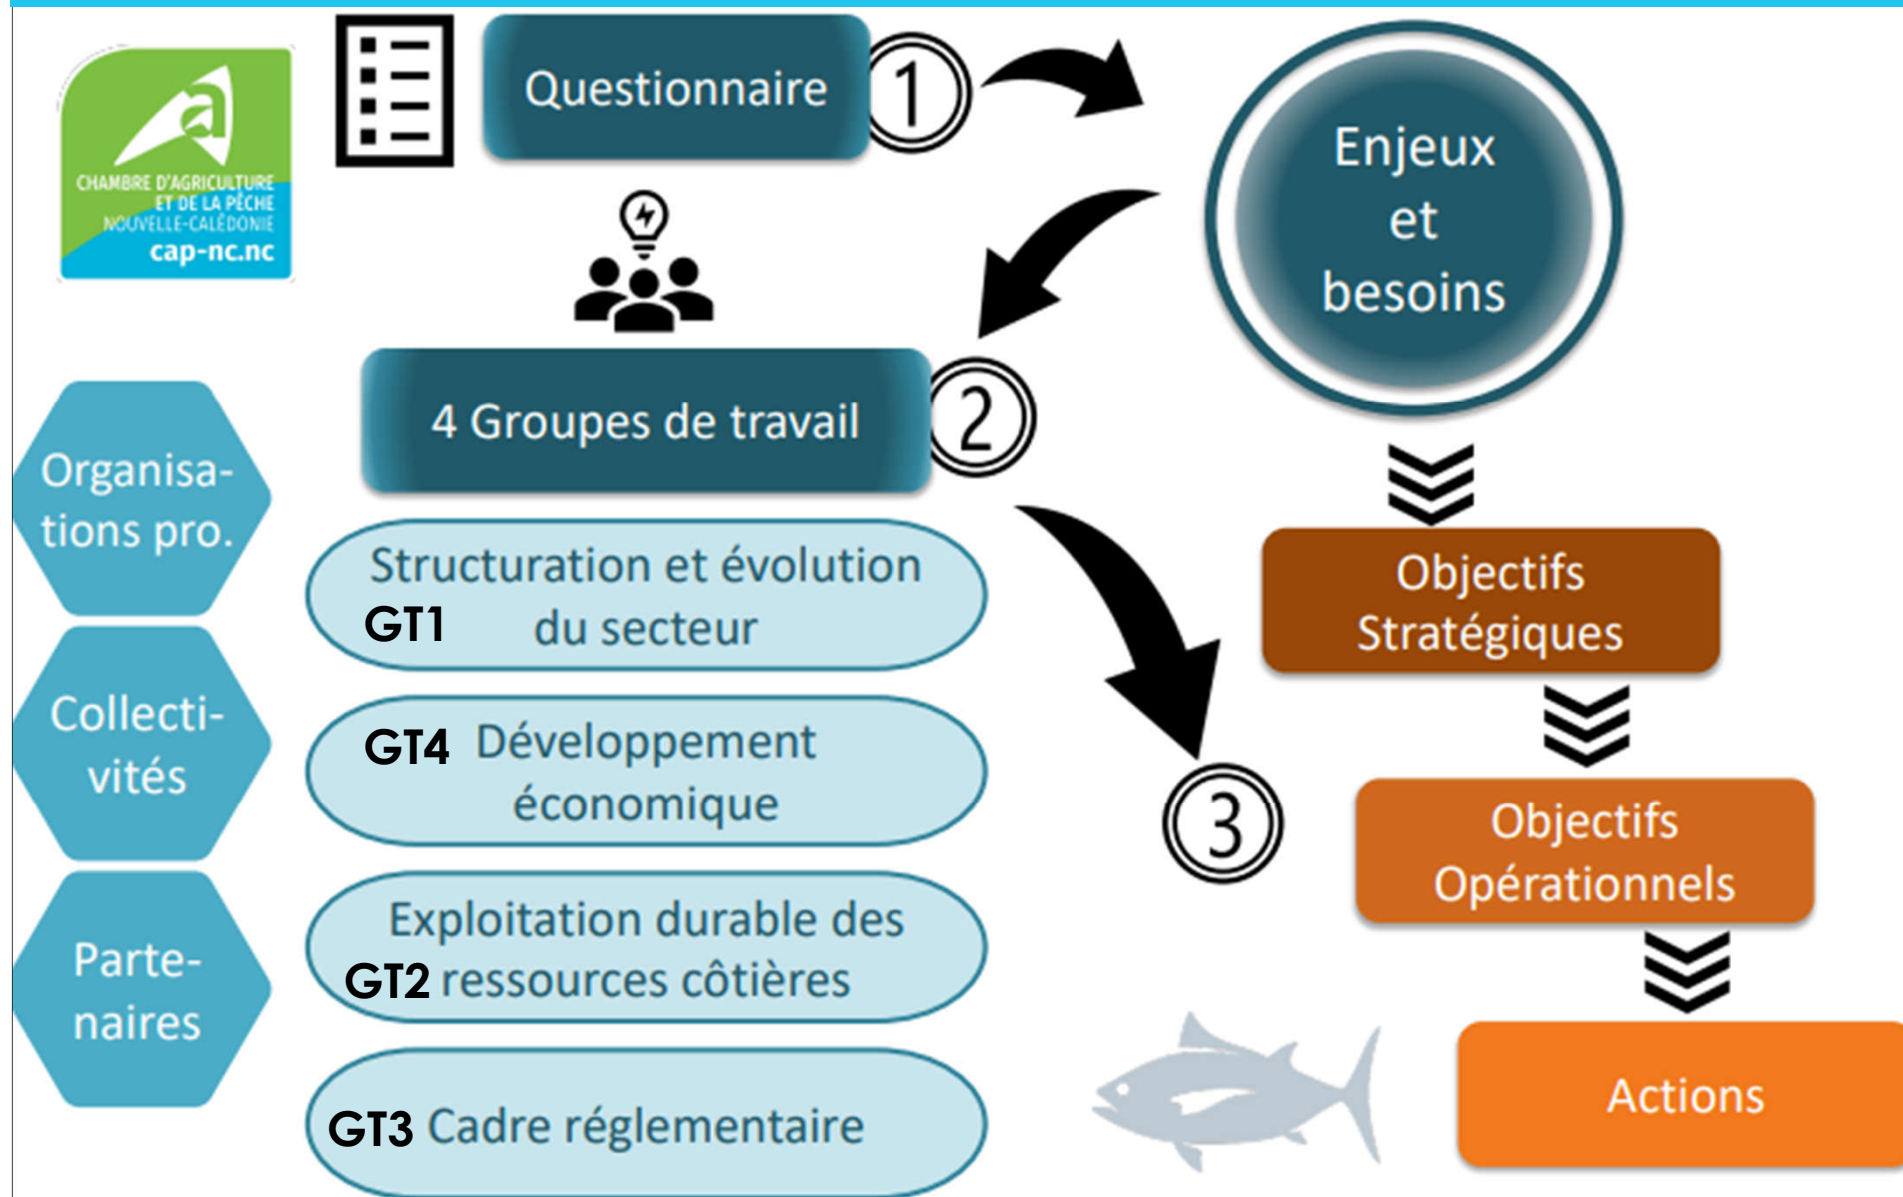 CHAMBRE D'AGRICULTURE
ET DE LA PÊCHE
NOUVELLE-CALÉDONIE
cap-nc.nc
Questionnaire
1
Enjeux
et
besoins
4 Groupes de travail
2
Organisa-
tions pro.
Collecti-
vités
Parte-
naires
Structuration et évolution
GT1 du secteur
GT4 Développement
économique
Exploitation durable des
GT2 ressources côtières
GT3 Cadre réglementaire
3
Objectifs
Stratégiques
Objectifs
Opérationnels
Actions